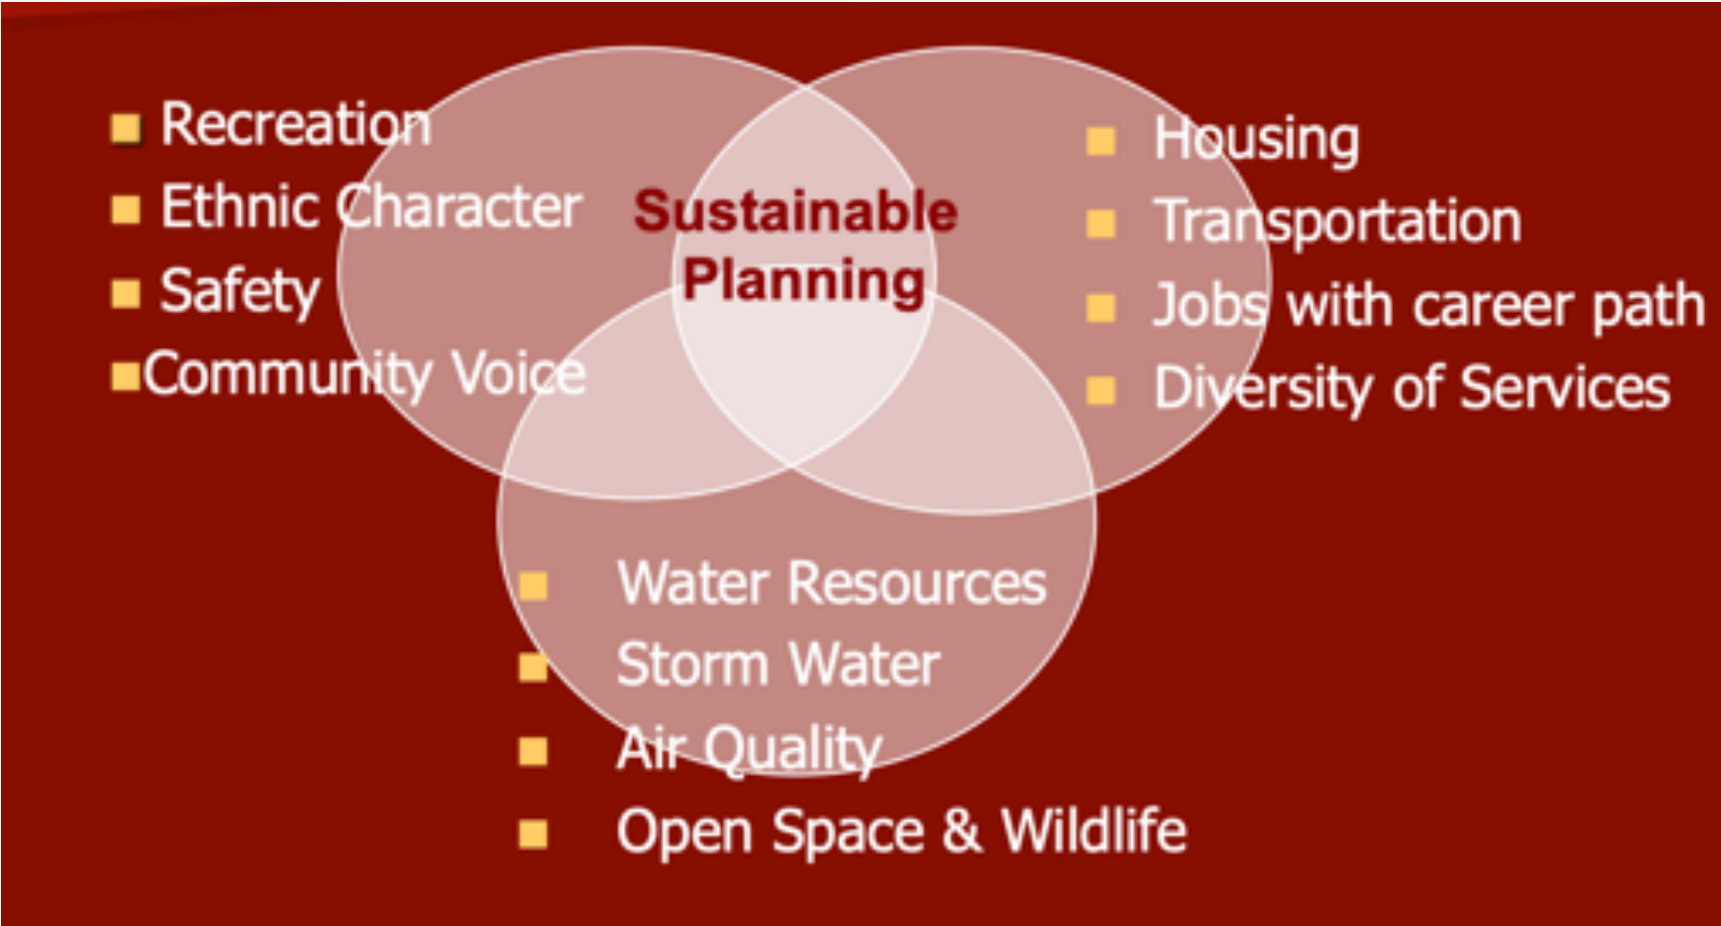 Recreation
Ethnic Character
Safety
Community Voice
Sustainable
Planning
Housing
Transportation
Jobs with career path
Diversity of Services
Water Resources
Storm Water
Air Quality
Open Space & Wildlife